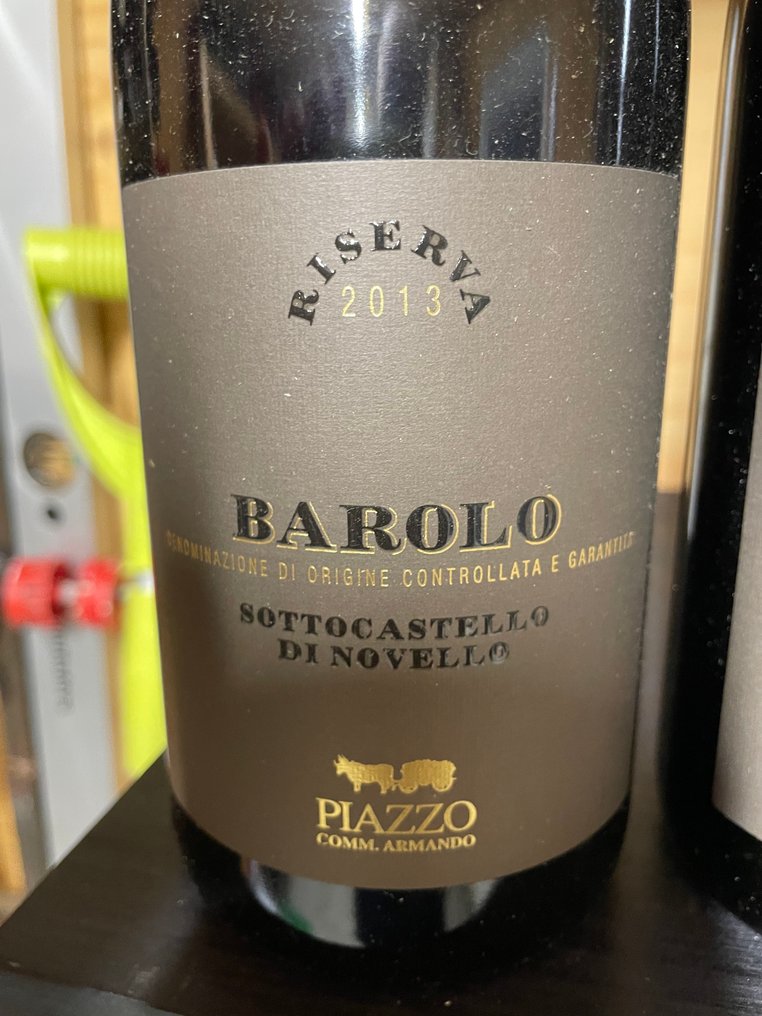 RISERVA
2013
BAROLO
DENOMINAZIONE DI ORIGINE CONTROLLATA E GARANTITA
SOTTOCASTELLO
DI NOVELLO
PIAZZO
COMM. ARMANDO